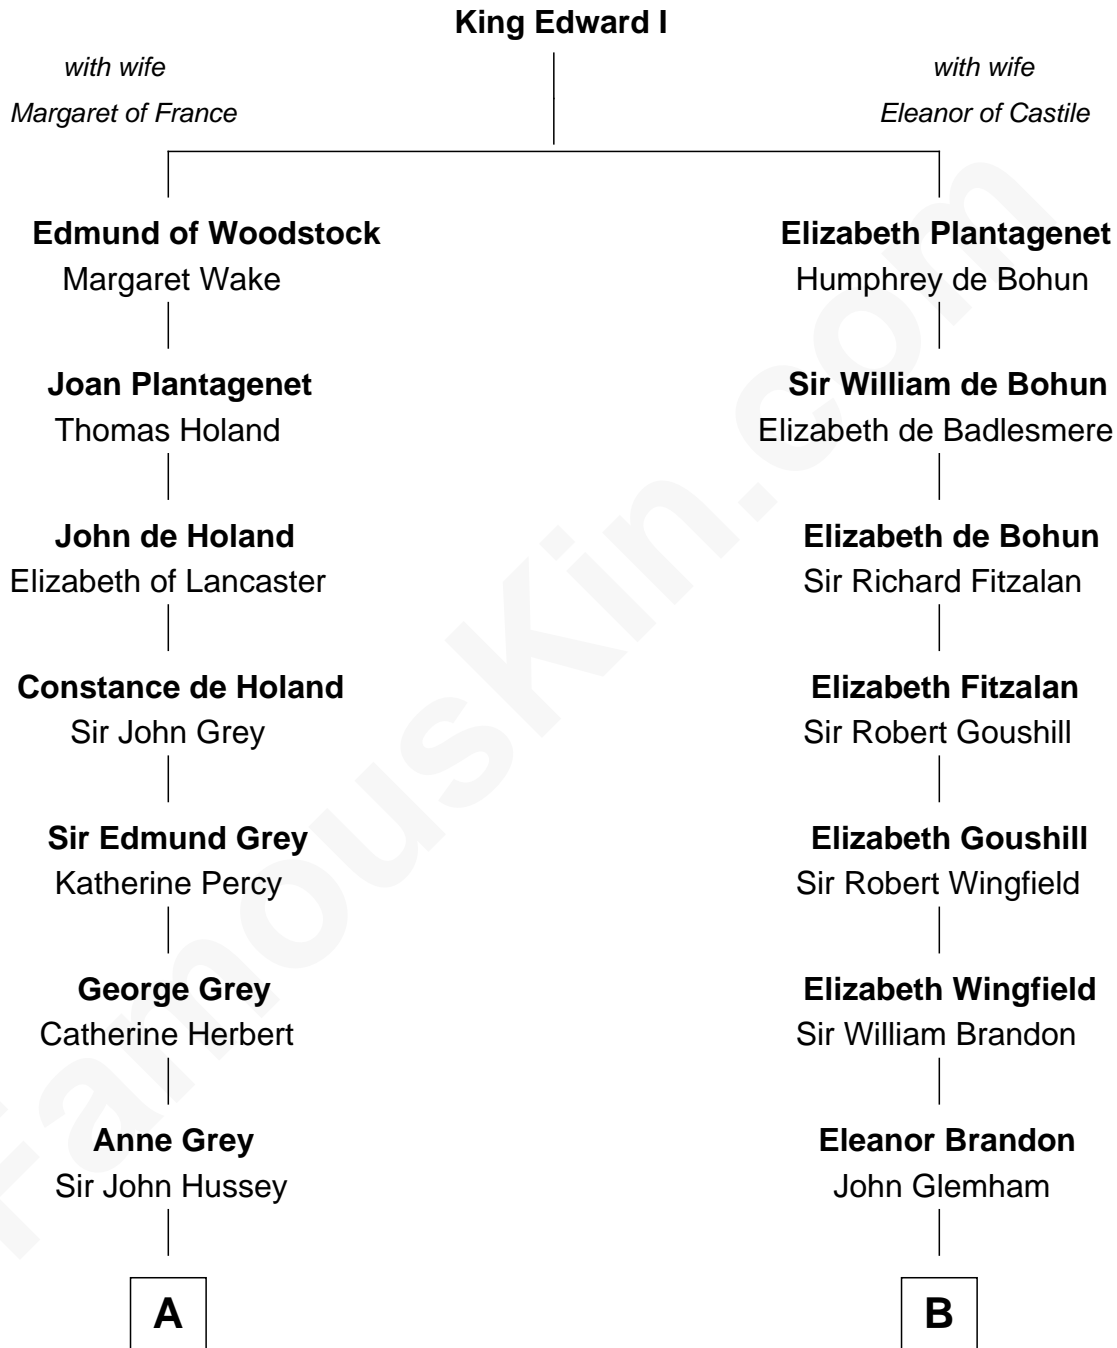 King Edward I
with wife
Margaret of France
with wife
Eleanor of Castile
Edmund of Woodstock
Margaret Wake
Elizabeth Plantagenet
Humphrey de Bohun
Joan Plantagenet
Thomas Holand
Sir William de Bohun
Elizabeth de Badlesmere
John de Holand
Elizabeth of Lancaster
Elizabeth de Bohun
Sir Richard Fitzalan
Constance de Holand
Sir John Grey
Elizabeth Fitzalan
Sir Robert Goushill
Sir Edmund Grey
Katherine Percy
Elizabeth Goushill
Sir Robert Wingfield
George Grey
Catherine Herbert
Elizabeth Wingfield
Sir William Brandon
Anne Grey
Sir John Hussey
Eleanor Brandon
John Glemham
A
B
FamousKin.com